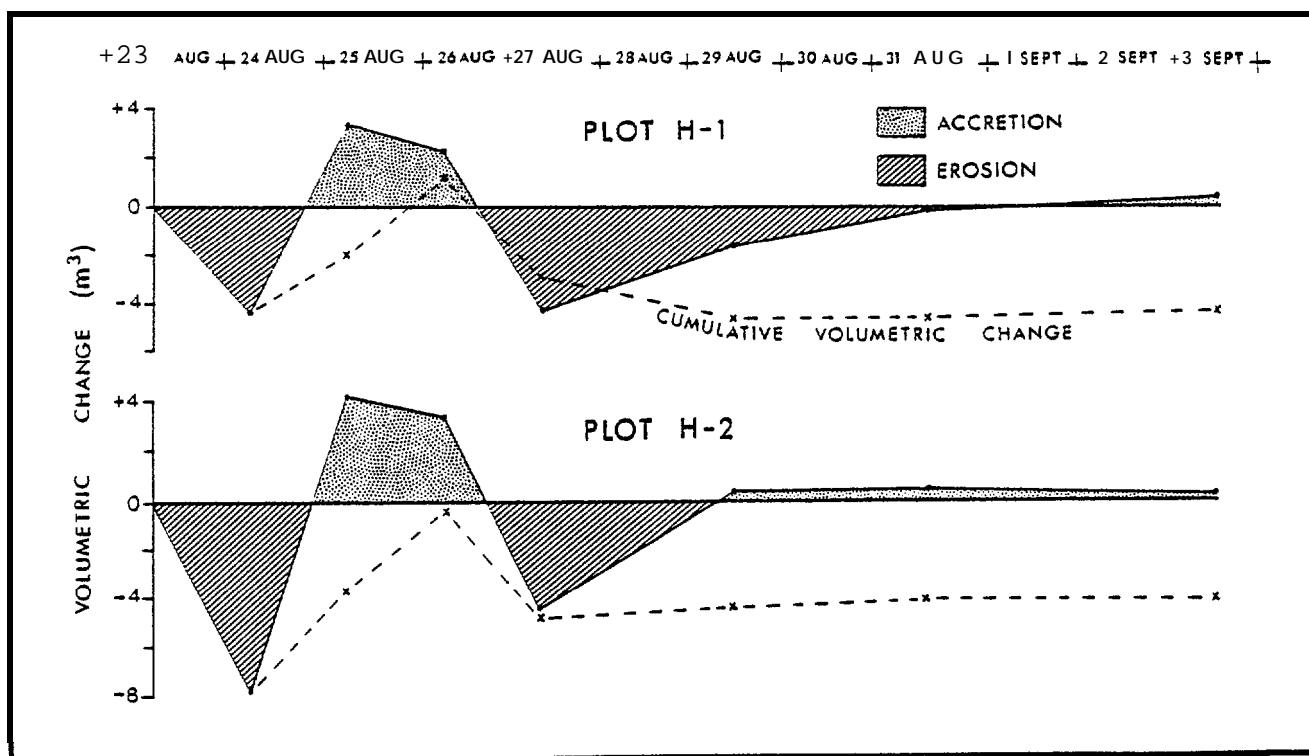 +23 AUG + 24 AUG + 25 AUG + 26 AUG +27 AUG + 28 AUG + 29 AUG + 30 AUG + 31 AUG + 1 SEPT + 2 SEPT +3 SEPT +
+4
PLOT H-1
ACCRETION
EROSION
0
-4
CUMULATIVE VOLUMETRIC CHANGE
VOLUMETRIC CHANGE (m³)
+4
PLOT H-2
0
-4
-8